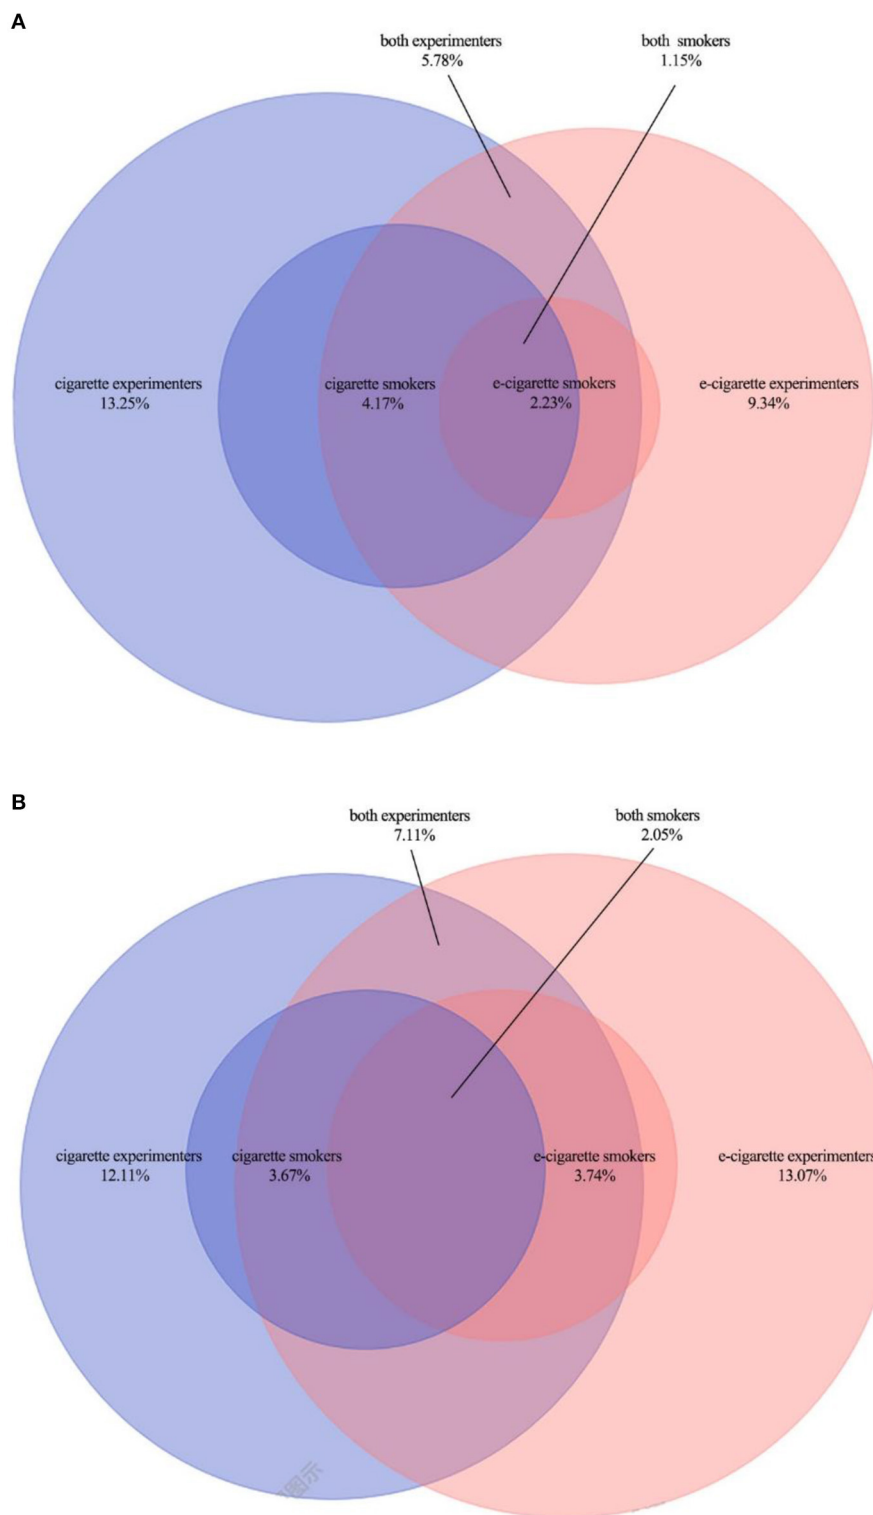 A
both experimenters
5.78%
both smokers
1.15%
cigarette experimenters
13.25%
cigarette smokers
4.17%
e-cigarette smokers
2.23%
e-cigarette experimenters
9.34%
B
both experimenters
7.11%
both smokers
2.05%
cigarette experimenters
12.11%
cigarette smokers
3.67%
e-cigarette smokers
3.74%
e-cigarette experimenters
13.07%
图示